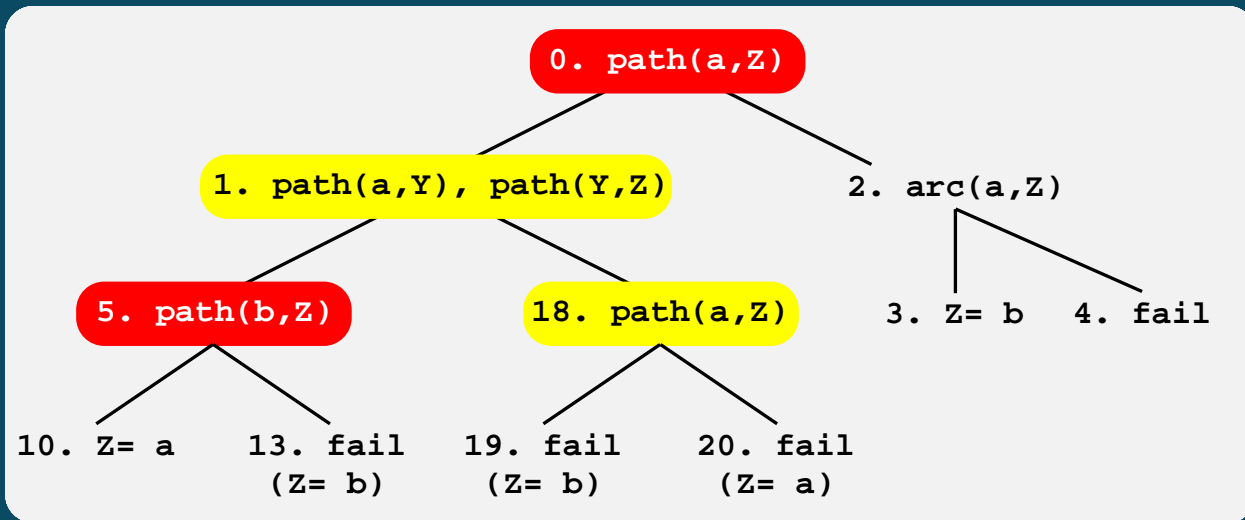 0. path(a,Z)
1. path(a,Y), path(Y,Z)
2. arc(a,Z)
5. path(b,Z)
18. path(a,Z)
3. Z= b
4. fail
10. Z= a
13. fail
(Z= b)
19. fail
(Z= b)
20. fail
(Z= a)